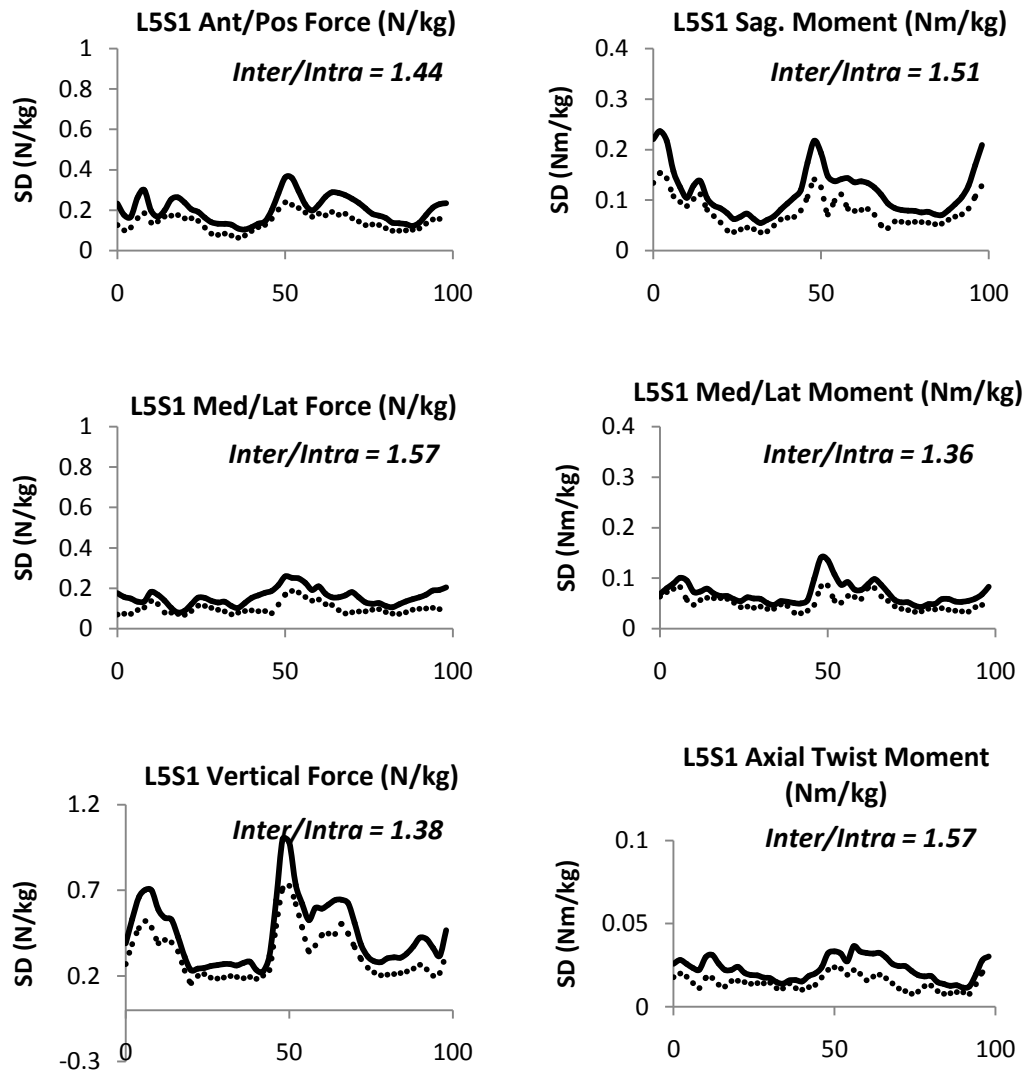 L5S1 Ant/Pos Force (N/kg)
Inter/Intra = 1.44
SD (N/kg)
1
0.8
0.6
0.4
0.2
0
0
50
100
L5S1 Sag. Moment (Nm/kg)
Inter/Intra = 1.51
SD (Nm/kg)
0.4
0.3
0.2
0.1
0
0
50
100
L5S1 Med/Lat Force (N/kg)
Inter/Intra = 1.57
SD (N/kg)
1
0.8
0.6
0.4
0.2
0
0
50
100
L5S1 Med/Lat Moment (Nm/kg)
Inter/Intra = 1.36
SD (Nm/kg)
0.4
0.3
0.2
0.1
0
0
50
100
L5S1 Vertical Force (N/kg)
Inter/Intra = 1.38
SD (N/kg)
1.2
0.7
0.2
-0.3
0
50
100
L5S1 Axial Twist Moment
(Nm/kg)
Inter/Intra = 1.57
SD (Nm/kg)
0.1
0.05
0
0
50
100